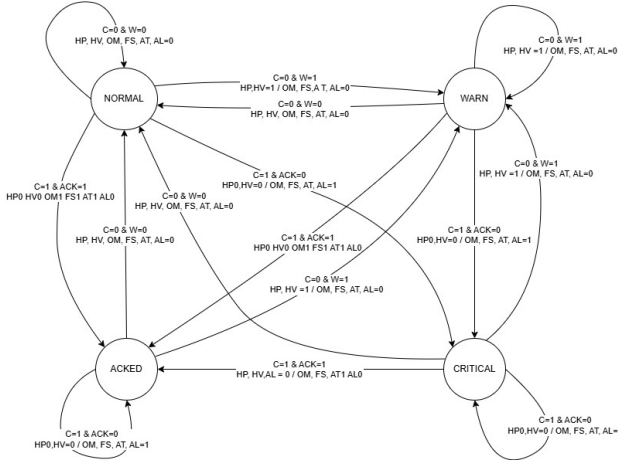 C=0 & W=0
HP, HV, OM, FS, AT, AL=0
C=0 & W=1
HP, HV =1 / OM, FS, AT, AL=0
C=0 & W=1
HP,HV=1 / OM, FS,A T, AL=0
NORMAL
WARN
C=0 & W=0
HP, HV, OM, FS, AT, AL=0
C=0 & W=1
HP, HV =1 / OM, FS, AT, AL=0
C=1 & ACK=0
HP0,HV=0 / OM, FS, AT, AL=1
C=1 & ACK=1
HP0 HV0 OM1 FS1 AT1 AL0
C=0 & W=0
HP, HV, OM, FS, AT, AL=0
C=0 & W=0
HP, HV, OM, FS, AT, AL=0
C=1 & ACK=1
HP0 HV0 OM1 FS1 AT1 AL0
C=1 & ACK=0
HP0,HV=0 / OM, FS, AT, AL=1
C=0 & W=1
HP, HV =1 / OM, FS, AT, AL=0
ACKED
C=1 & ACK=1
HP, HV,AL = 0 / OM, FS, AT1 AL0
CRITICAL
C=1 & ACK=0
HP0,HV=0 / OM, FS, AT, AL=1
C=1 & ACK=0
HP0,HV=0 / OM, FS, AT, AL=